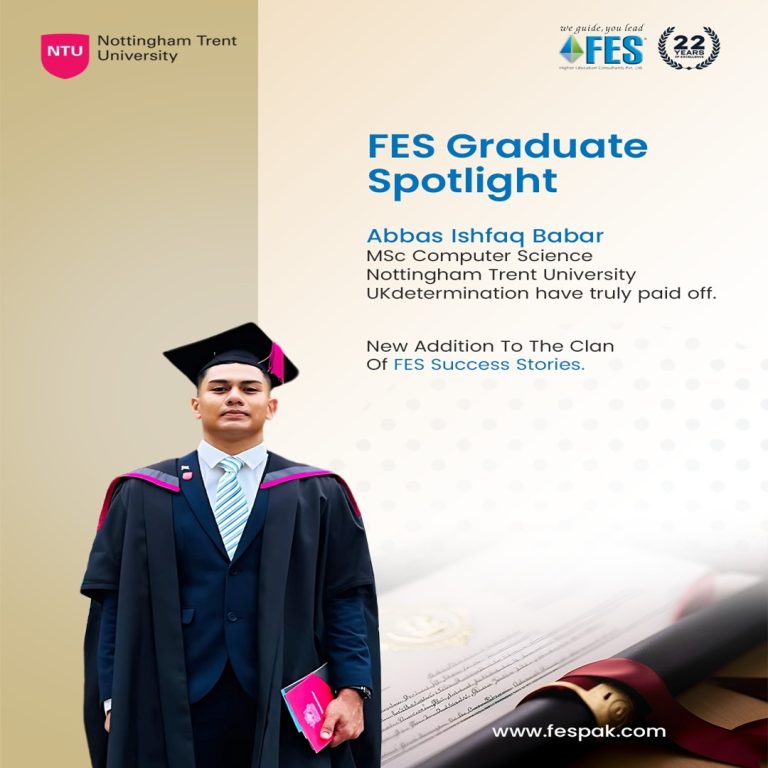 NTU
Nottingham Trent
University
we guide, you lead
FES
Higher Education Consultants Pvt. Ltd.
22
YEARS
OF EXCELLENCE
FES Graduate
Spotlight
Abbas Ishfaq Babar
MSc Computer Science
Nottingham Trent University
UKdetermination have truly paid off.
New Addition To The Clan
Of FES Success Stories.
www.fespak.com